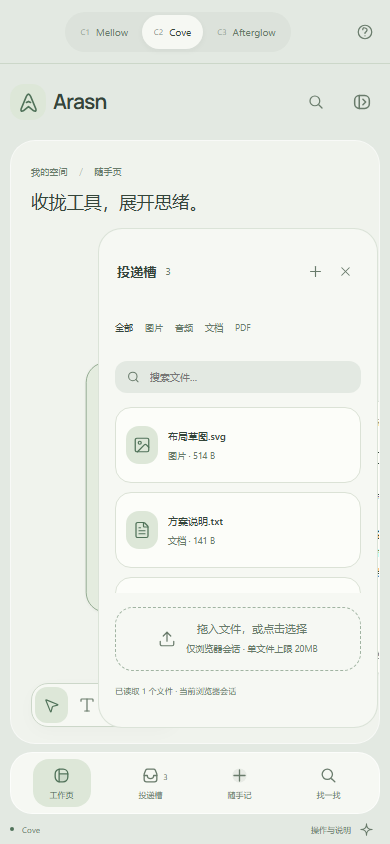 C1 Mellow C2 Cove C3 Afterglow
Arasn
我的空间 / 随手页
收拢工具，展开思绪。
投递槽 3
全部 图片 音频 文档 PDF
搜索文件...
布局草图.svg
图片 · 514 B
方案说明.txt
文档 · 141 B
拖入文件，或点击选择
仅浏览器会话 · 单文件上限 20MB
已读取 1 个文件 · 当前浏览器会话
T
工作页 投递槽 3 随手记 找一找
Cove 操作与说明